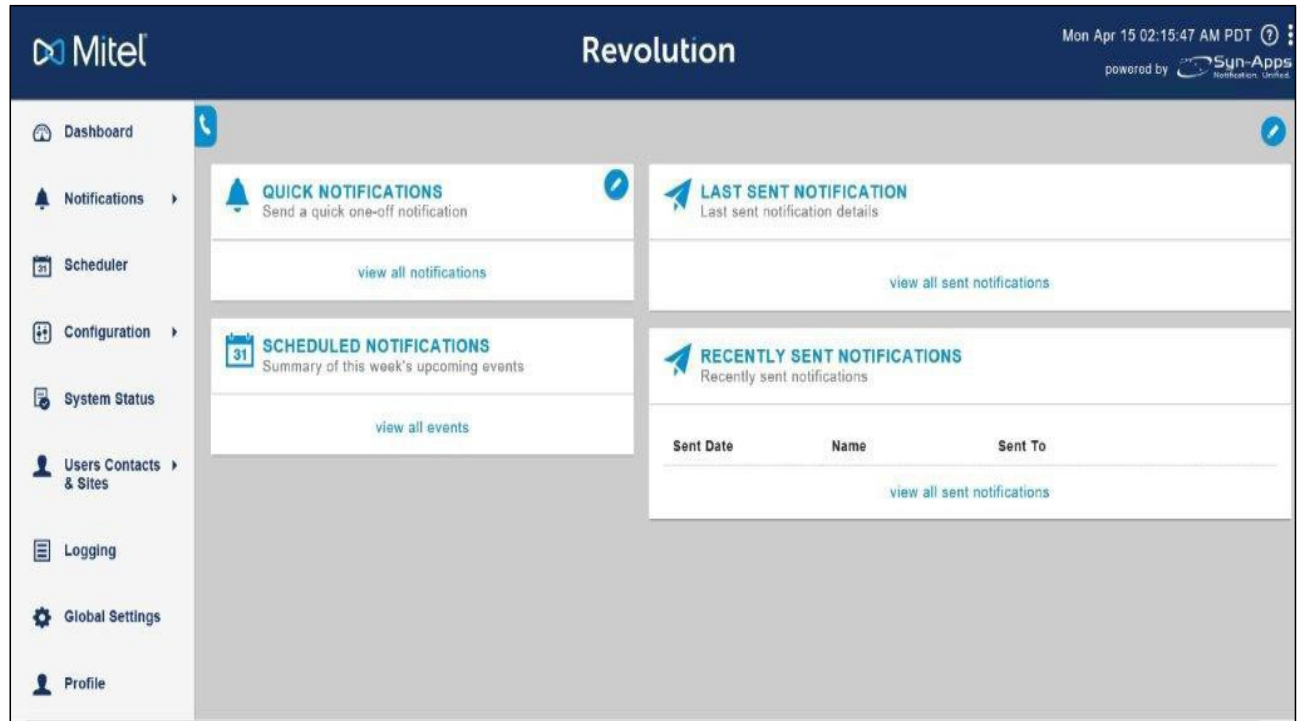 Mitel
Revolution
Mon Apr 15 02:15:47 AM PDT ?
powered by Syn-Apps
Notification. Unified.
Dashboard
Notifications
31
Scheduler
Configuration
System Status
Users Contacts
& Sites
Logging
Global Settings
Profile
QUICK NOTIFICATIONS
Send a quick one-off notification
view all notifications
31
SCHEDULED NOTIFICATIONS
Summary of this week's upcoming events
view all events
LAST SENT NOTIFICATION
Last sent notification details
view all sent notifications
RECENTLY SENT NOTIFICATIONS
Recently sent notifications
Sent Date Name Sent To
view all sent notifications